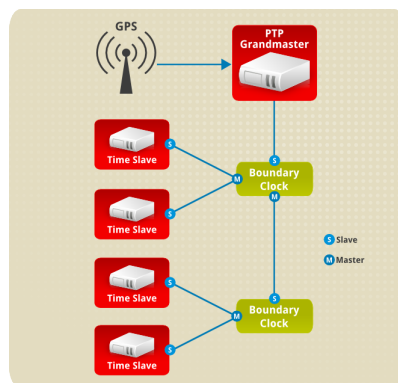 GPS
PTP
Grandmaster
S
Time Slave
S
M
Boundary
Clock
M
S
Time Slave
S Slave
M Master
S
Time Slave
S
M
Boundary
Clock
S
Time Slave